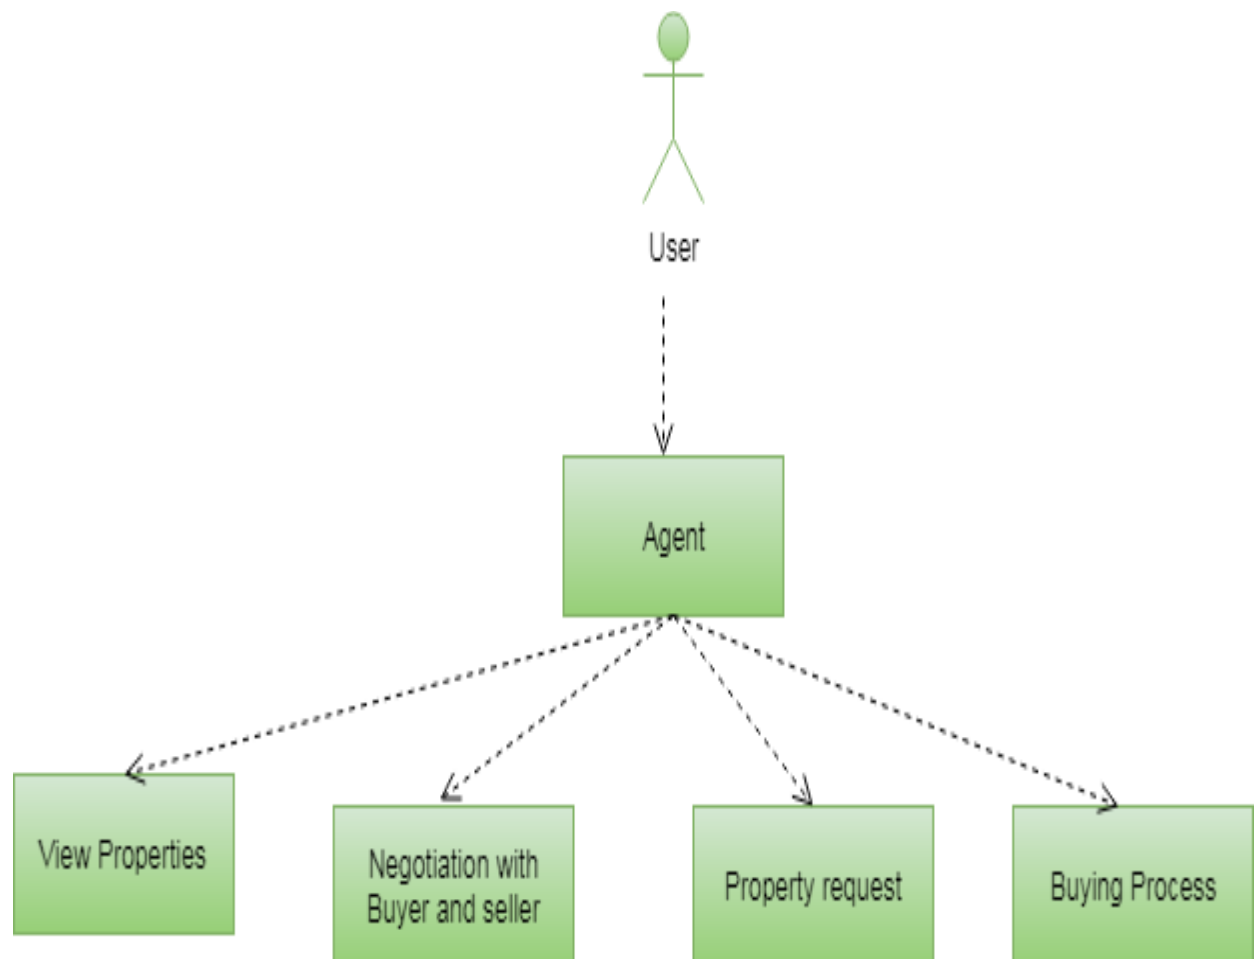 User
Agent
View Properties
Negotiation with
Buyer and seller
Property request
Buying Process